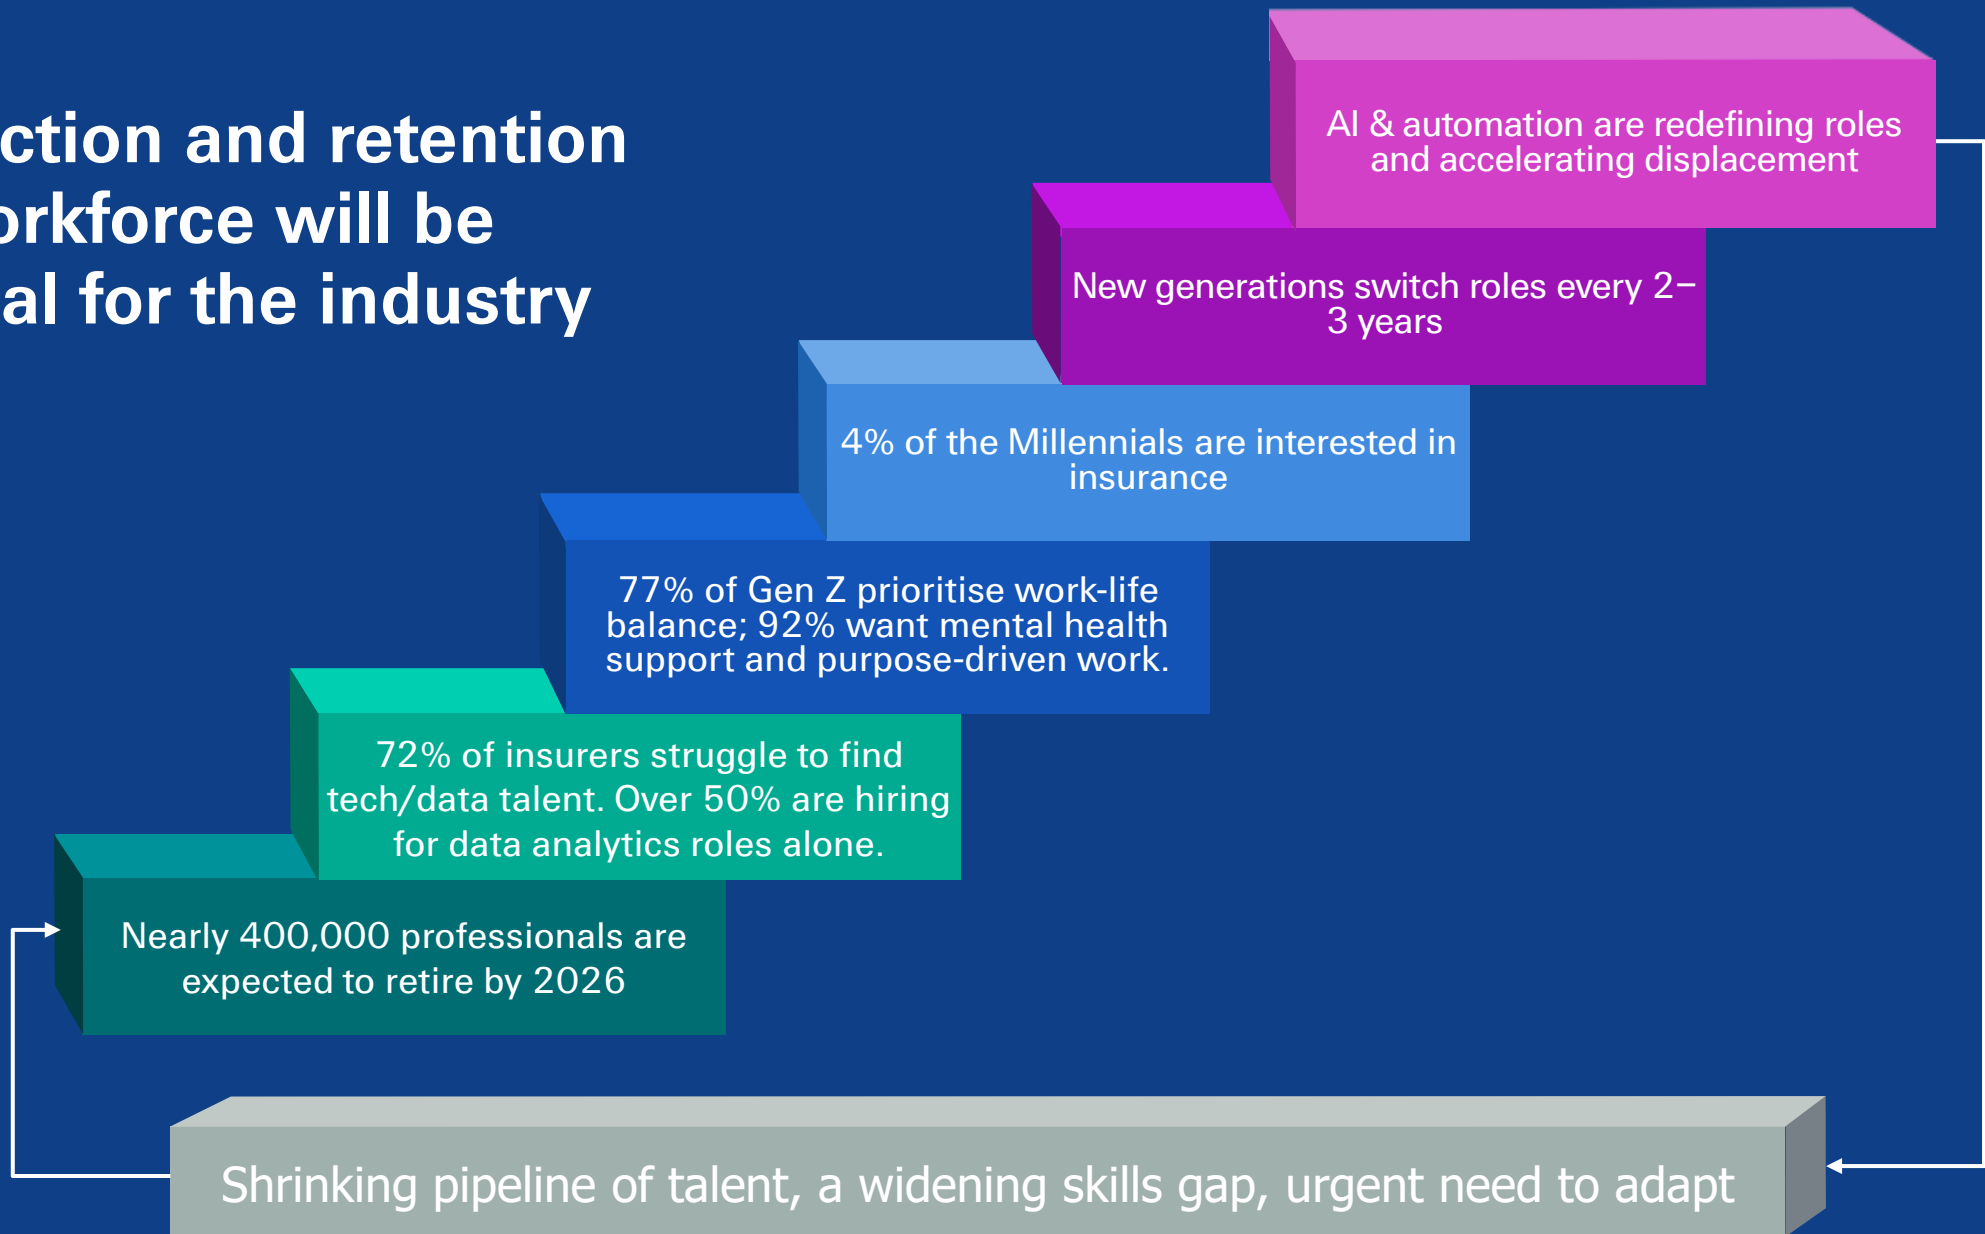 ction and retention
orkforce will be
al for the industry
AI & automation are redefining roles
and accelerating displacement
New generations switch roles every 2–
3 years
4% of the Millennials are interested in
insurance
77% of Gen Z prioritise work-life
balance; 92% want mental health
support and purpose-driven work.
72% of insurers struggle to find
tech/data talent. Over 50% are hiring
for data analytics roles alone.
Nearly 400,000 professionals are
expected to retire by 2026
Shrinking pipeline of talent, a widening skills gap, urgent need to adapt